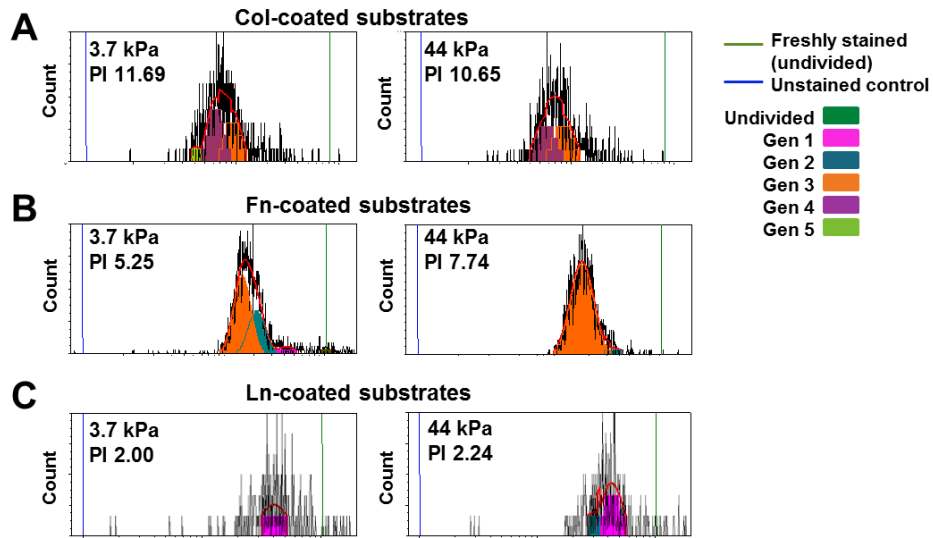 A
Col-coated substrates
3.7 kPa
PI 11.69
Count
44 kPa
PI 10.65
Count
Freshly stained
(undivided)
Unstained control
Undivided
Gen 1
Gen 2
Gen 3
Gen 4
Gen 5
B
Fn-coated substrates
3.7 kPa
PI 5.25
Count
44 kPa
PI 7.74
Count
C
Ln-coated substrates
3.7 kPa
PI 2.00
Count
44 kPa
PI 2.24
Count